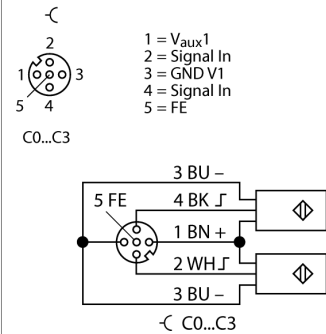 2
1 3
5 4
C0...C3
1 = Vaux1
2 = Signal In
3 = GND V1
4 = Signal In
5 = FE
3 BU –
5 FE
4 BK
1 BN +
2 WH
3 BU –
C0...C3